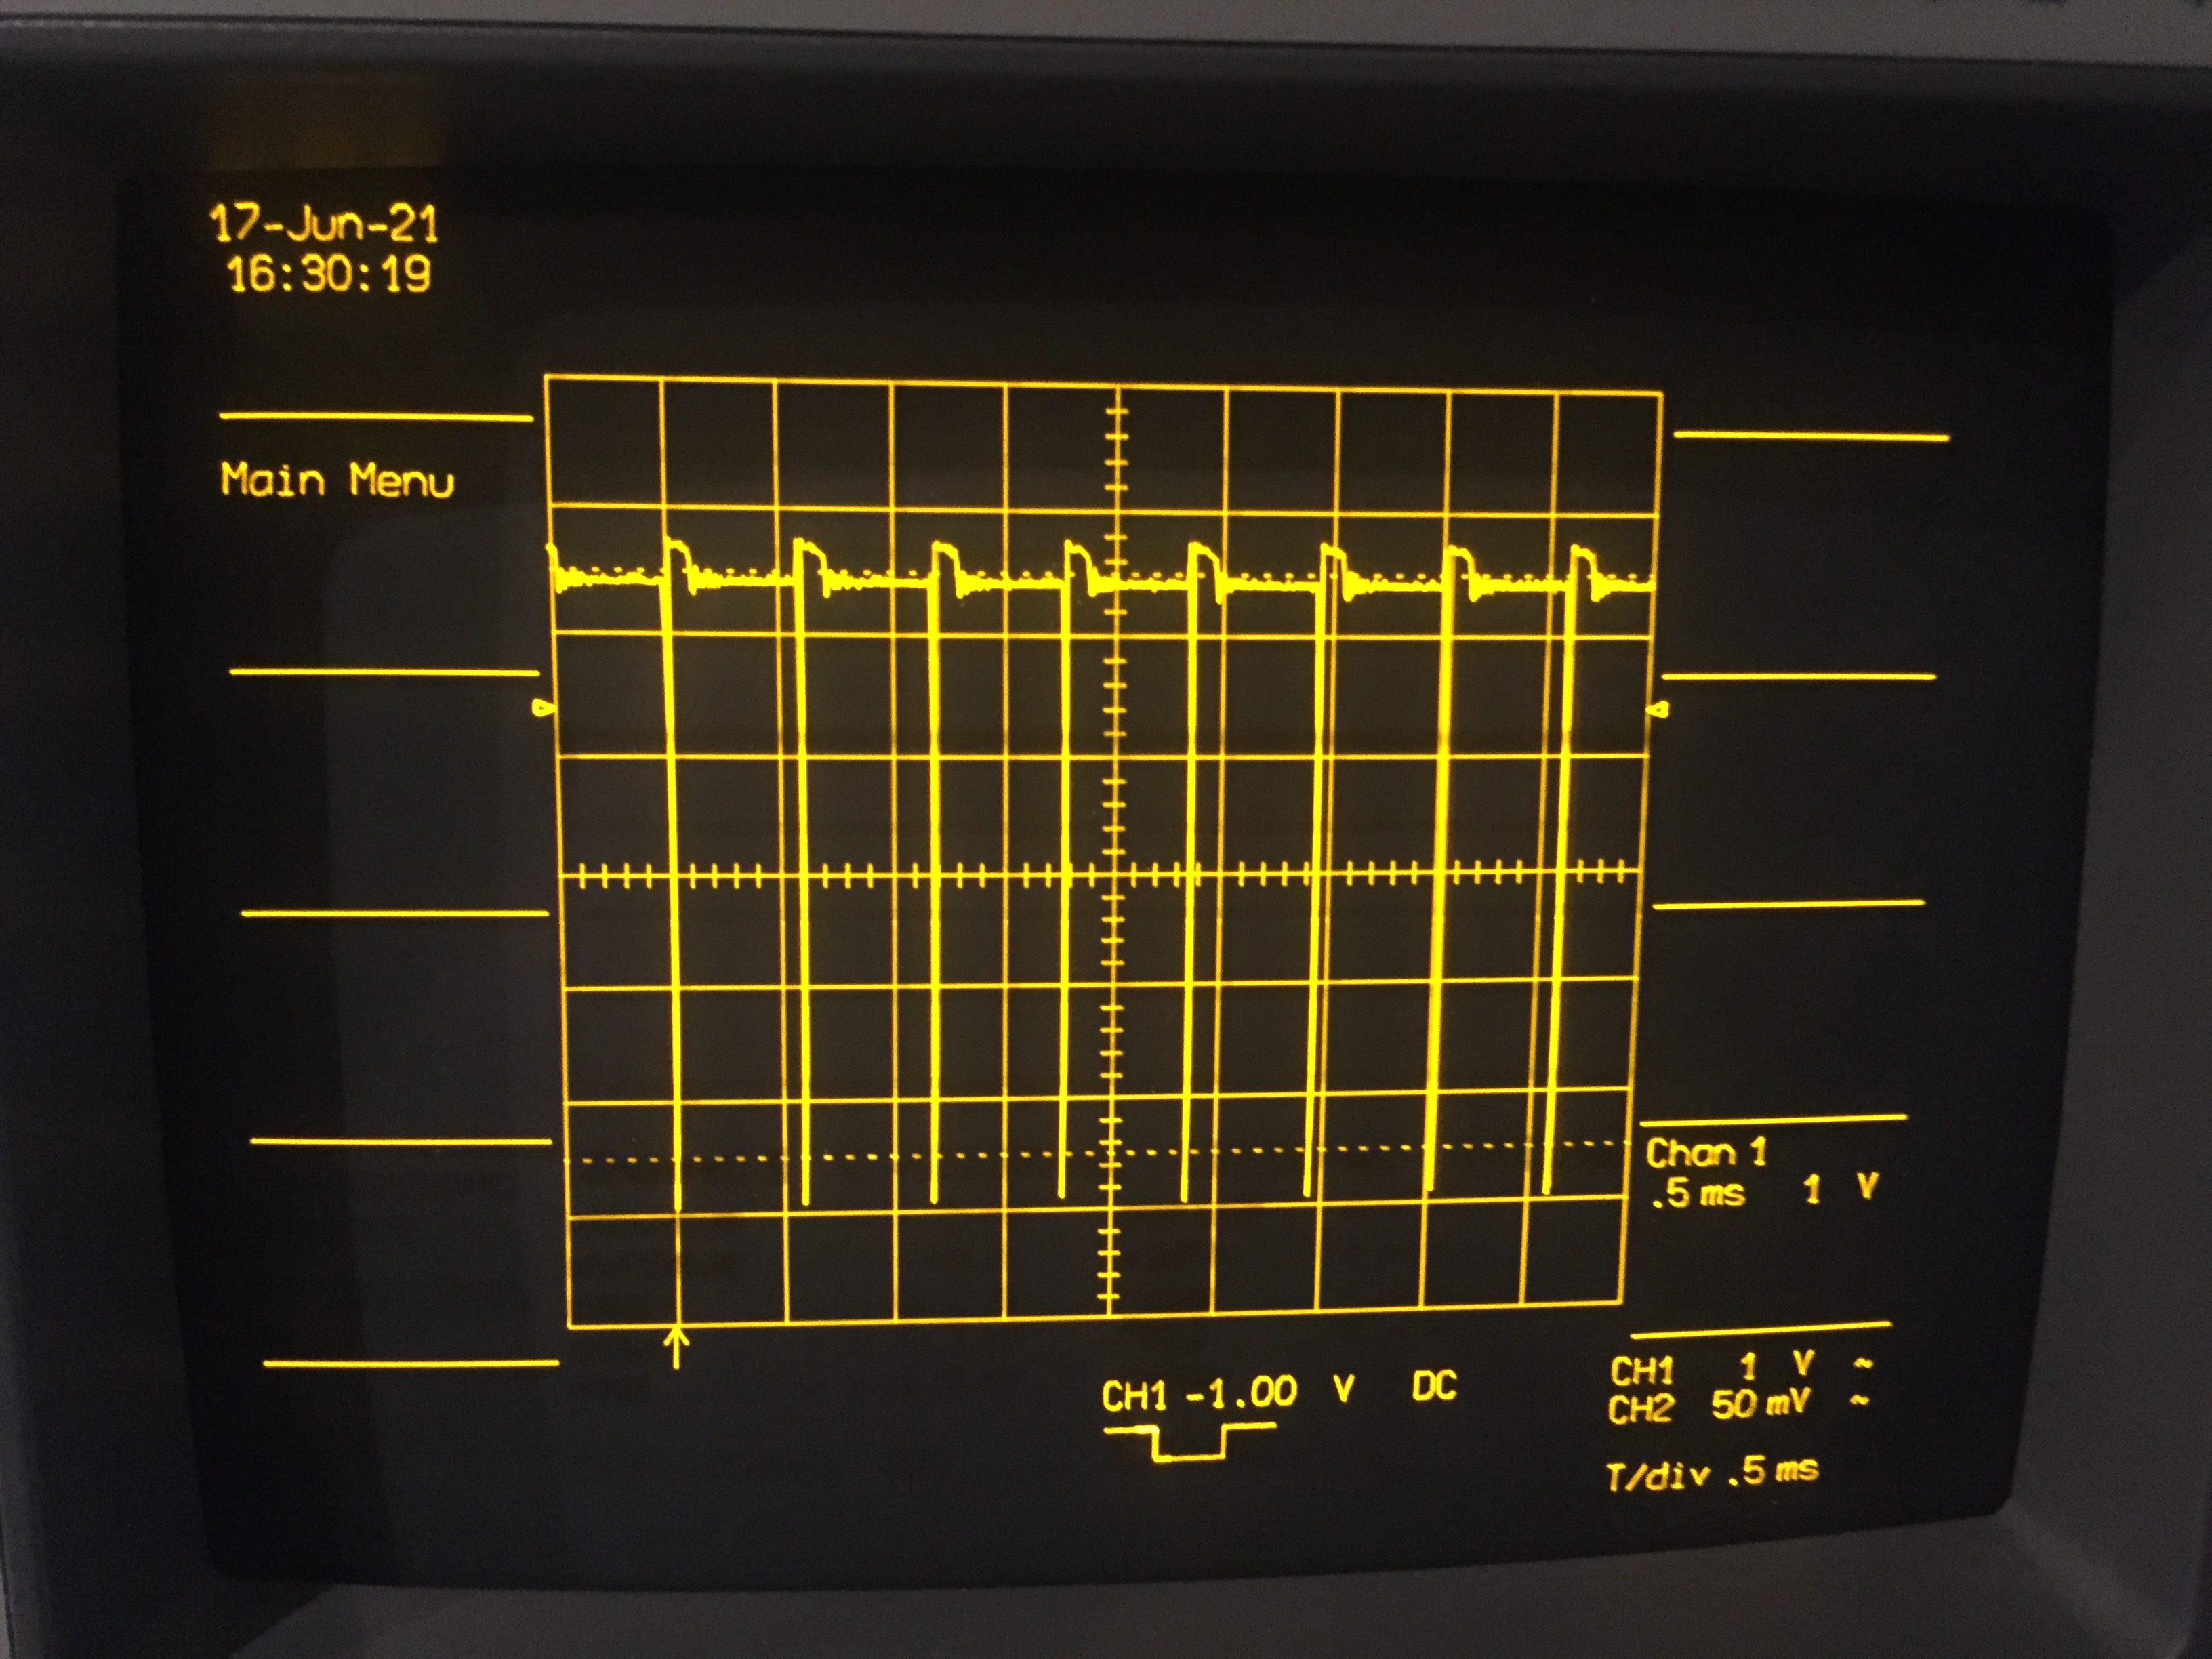 17-Jun-21
16:30:19
Main Menu
Chan 1
.5 ms 1 V
CH1 -1.00 V DC
CH1 1 V ~
CH2 50 mV ~
T/div .5 ms